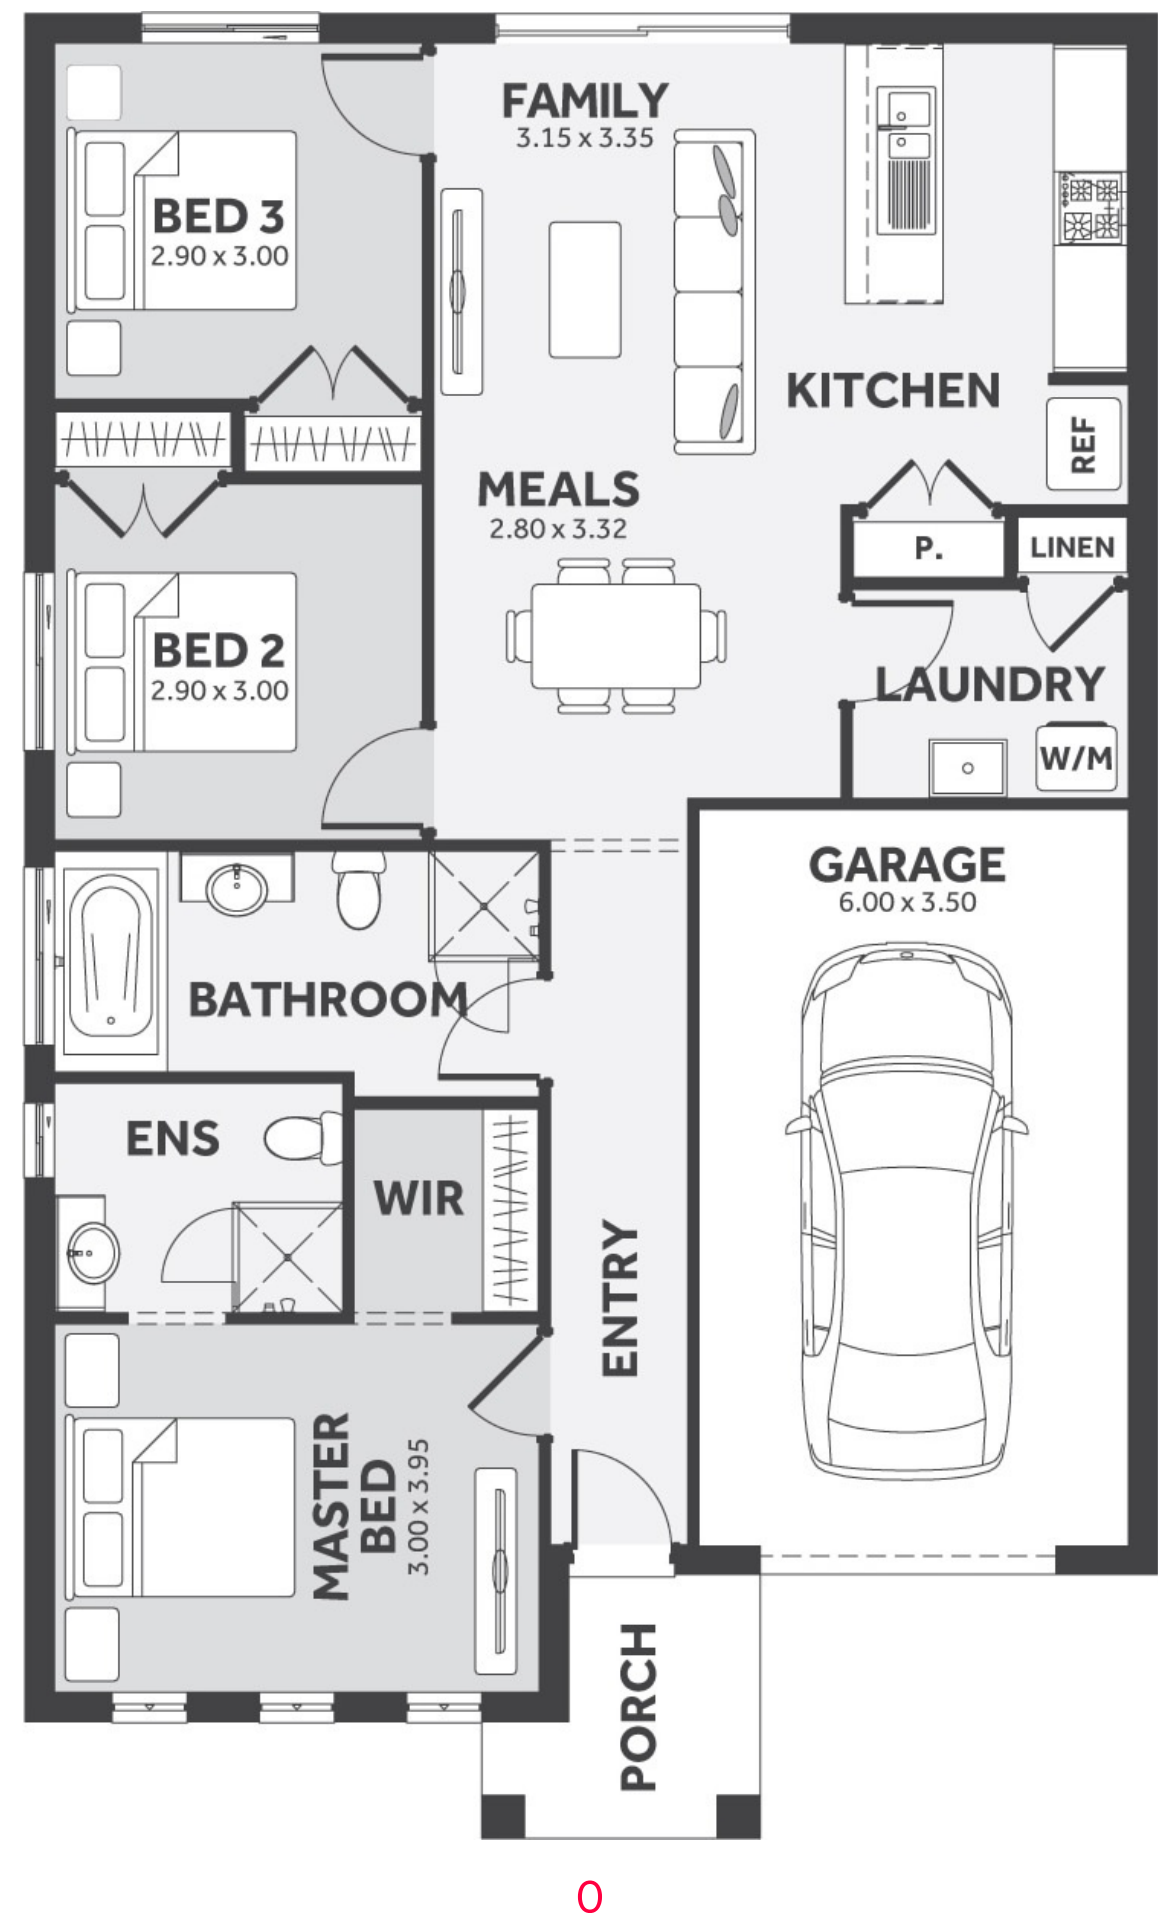 FAMILY
3.15 x 3.35
BED 3
2.90 x 3.00
KITCHEN
REF
MEALS
2.80 x 3.32
P.
LINEN
BED 2
2.90 x 3.00
LAUNDRY
W/M
GARAGE
6.00 x 3.50
BATHROOM
ENS
WIR
ENTRY
MASTER
BED
3.00 x 3.95
PORCH
0